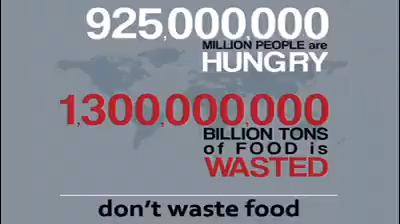 925,000,000
MILLION PEOPLE are
HUNGRY
1,300,000,000
BILLION TONS
of FOOD is
WASTED
don't waste food